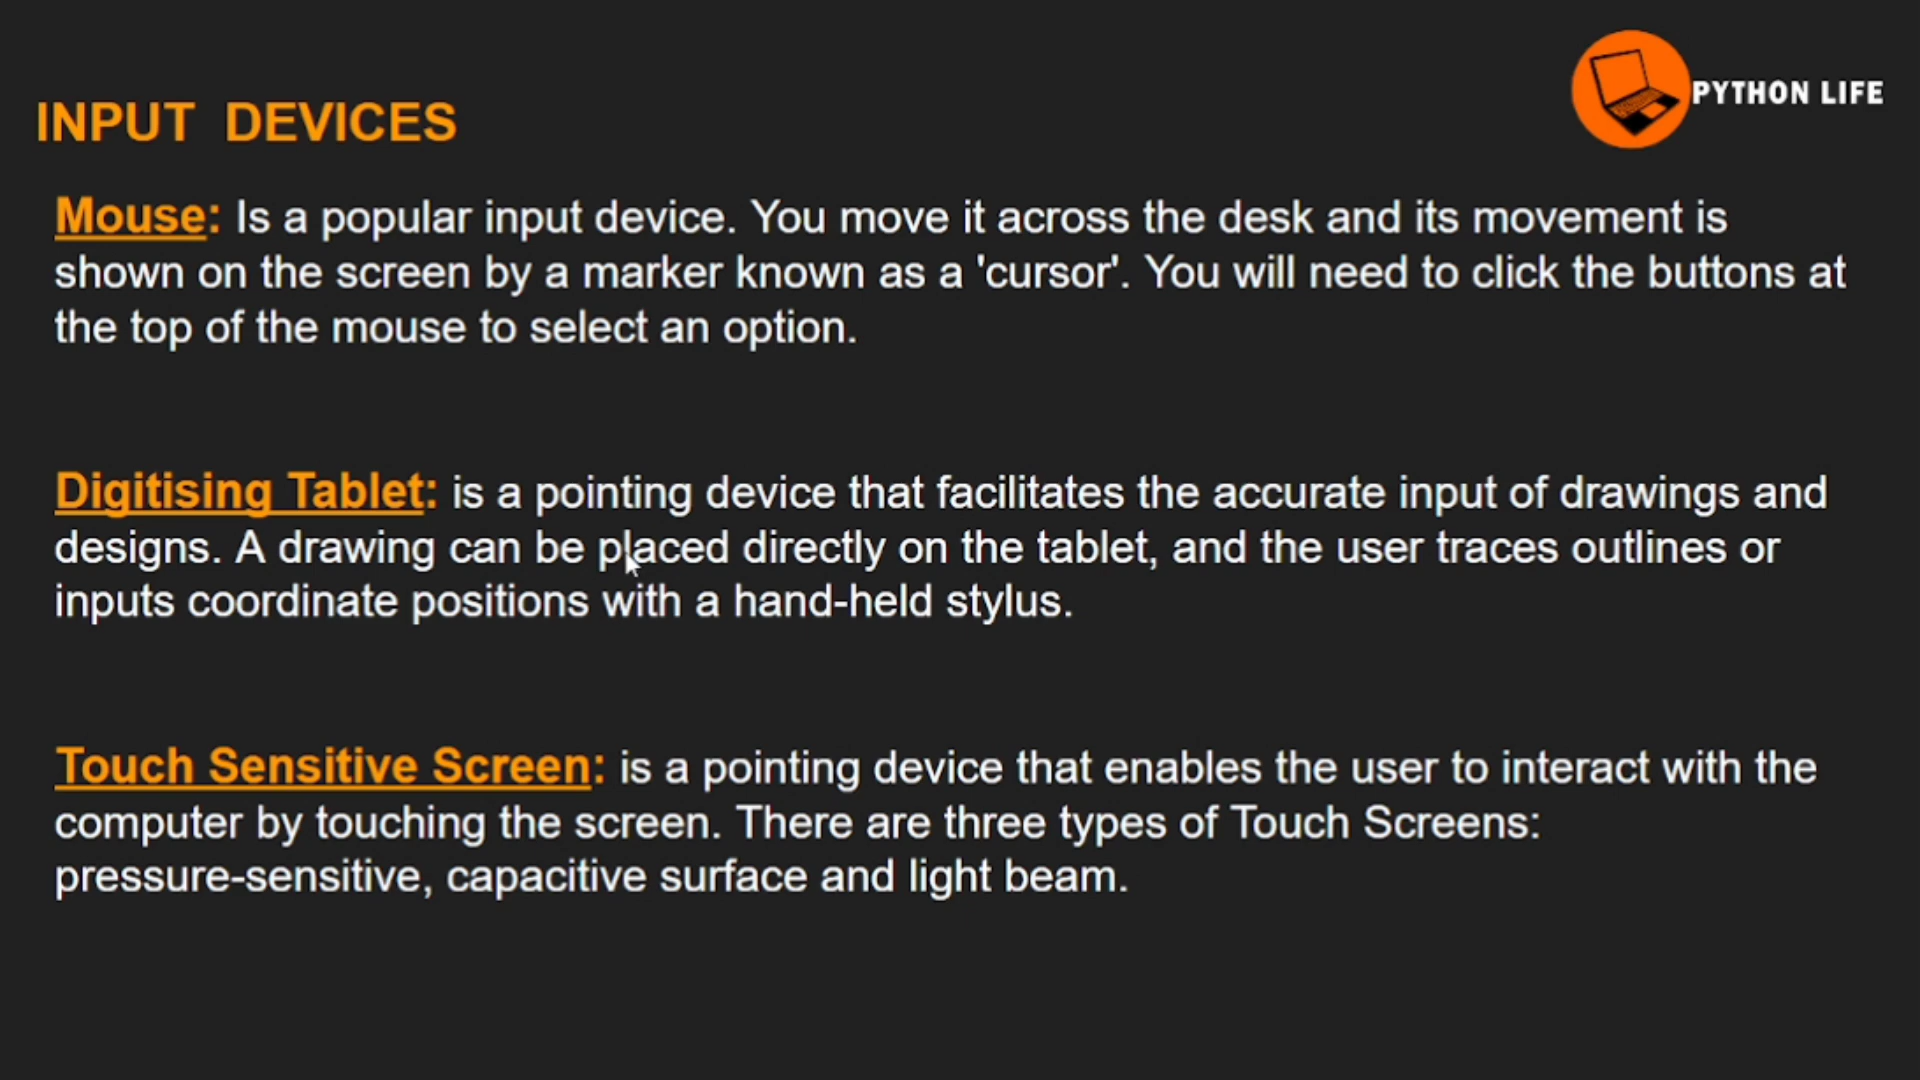 PYTHON LIFE
INPUT DEVICES
Mouse: Is a popular input device. You move it across the desk and its movement is
shown on the screen by a marker known as a 'cursor'. You will need to click the buttons at
the top of the mouse to select an option.
Digitising Tablet: is a pointing device that facilitates the accurate input of drawings and
designs. A drawing can be placed directly on the tablet, and the user traces outlines or
inputs coordinate positions with a hand-held stylus.
Touch Sensitive Screen: is a pointing device that enables the user to interact with the
computer by touching the screen. There are three types of Touch Screens:
pressure-sensitive, capacitive surface and light beam.